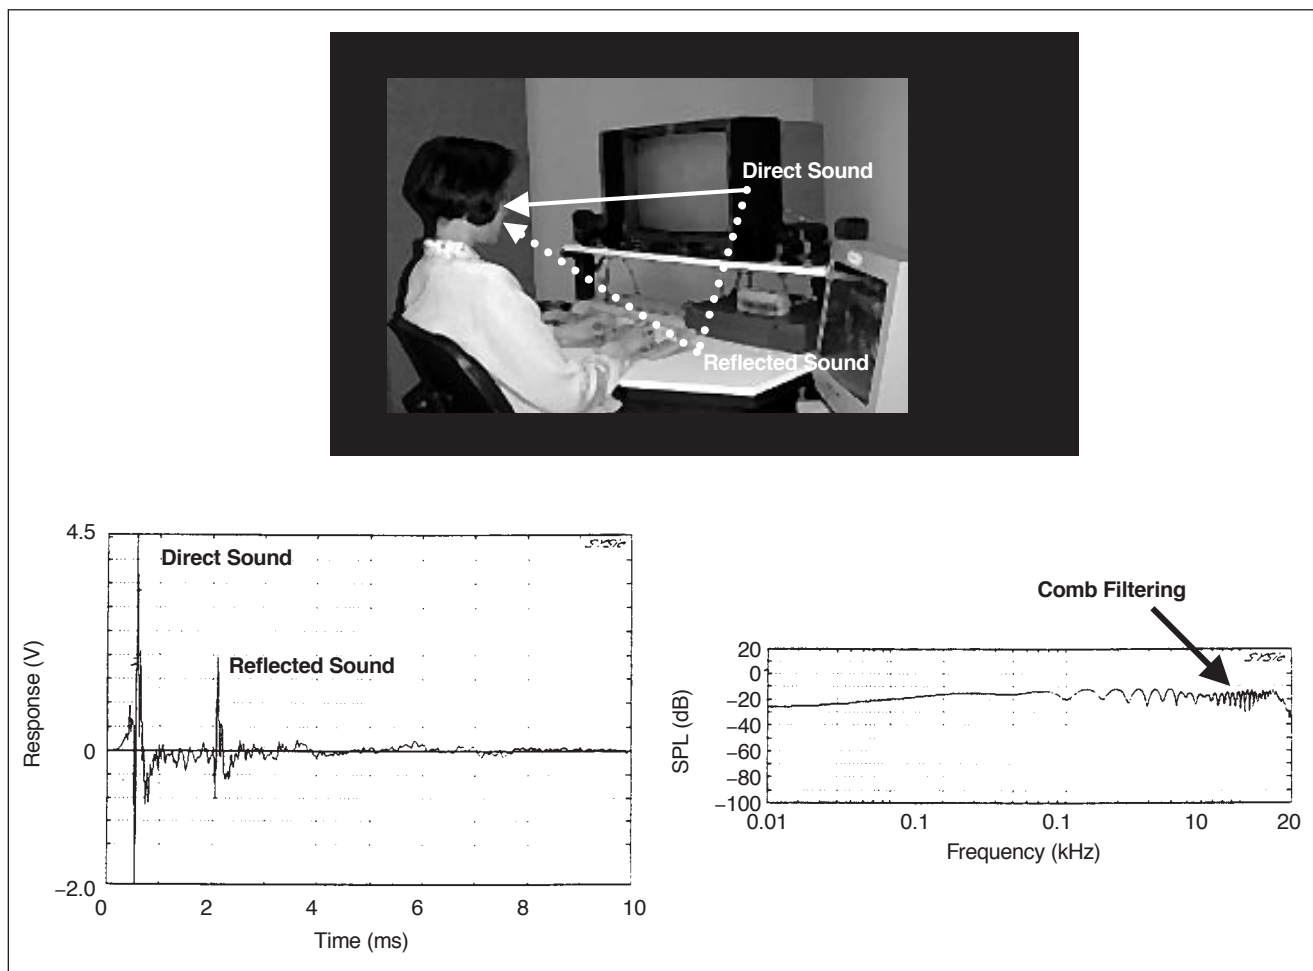 Direct Sound
Reflected Sound
4.5
Direct Sound
Reflected Sound
Response (V)
0
−2.0
0 2 4 6 8 10
Time (ms)
Comb Filtering
20
0
−20
−40
−60
−80
−100
SPL (dB)
0.01 0.1 0.1 10 20
Frequency (kHz)